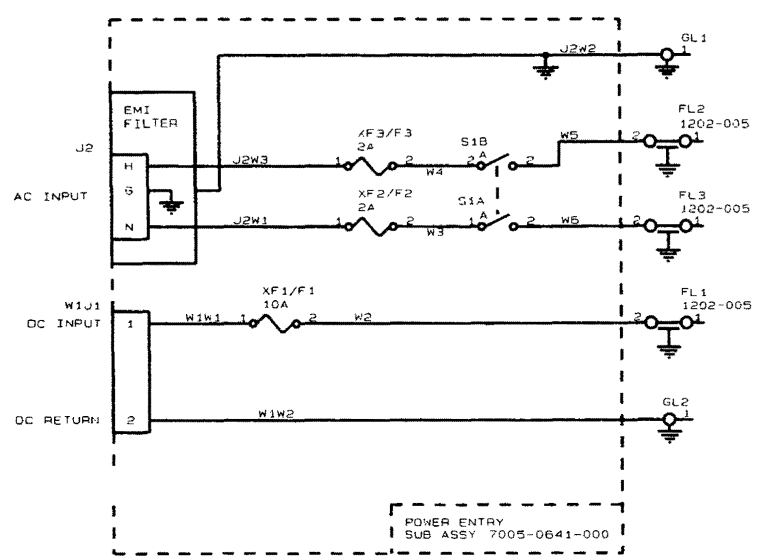 GL1
J2W2
1
EMI
FILTER
FL2
1202-005
XF3/F3
2A
S1B
A
W5
2
1
J2
H
J2W3
1
2
W4
2
2
AC INPUT
G
XF2/F2
2A
S1A
A
FL3
1202-005
N
J2W1
1
2
W3
1
2
W6
2
1
W1J1
DC INPUT
1
XF1/F1
10A
W1W1
1
2
W2
FL1
1202-005
2
1
GL2
DC RETURN
2
W1W2
1
POWER ENTRY
SUB ASSY 7005-0641-000